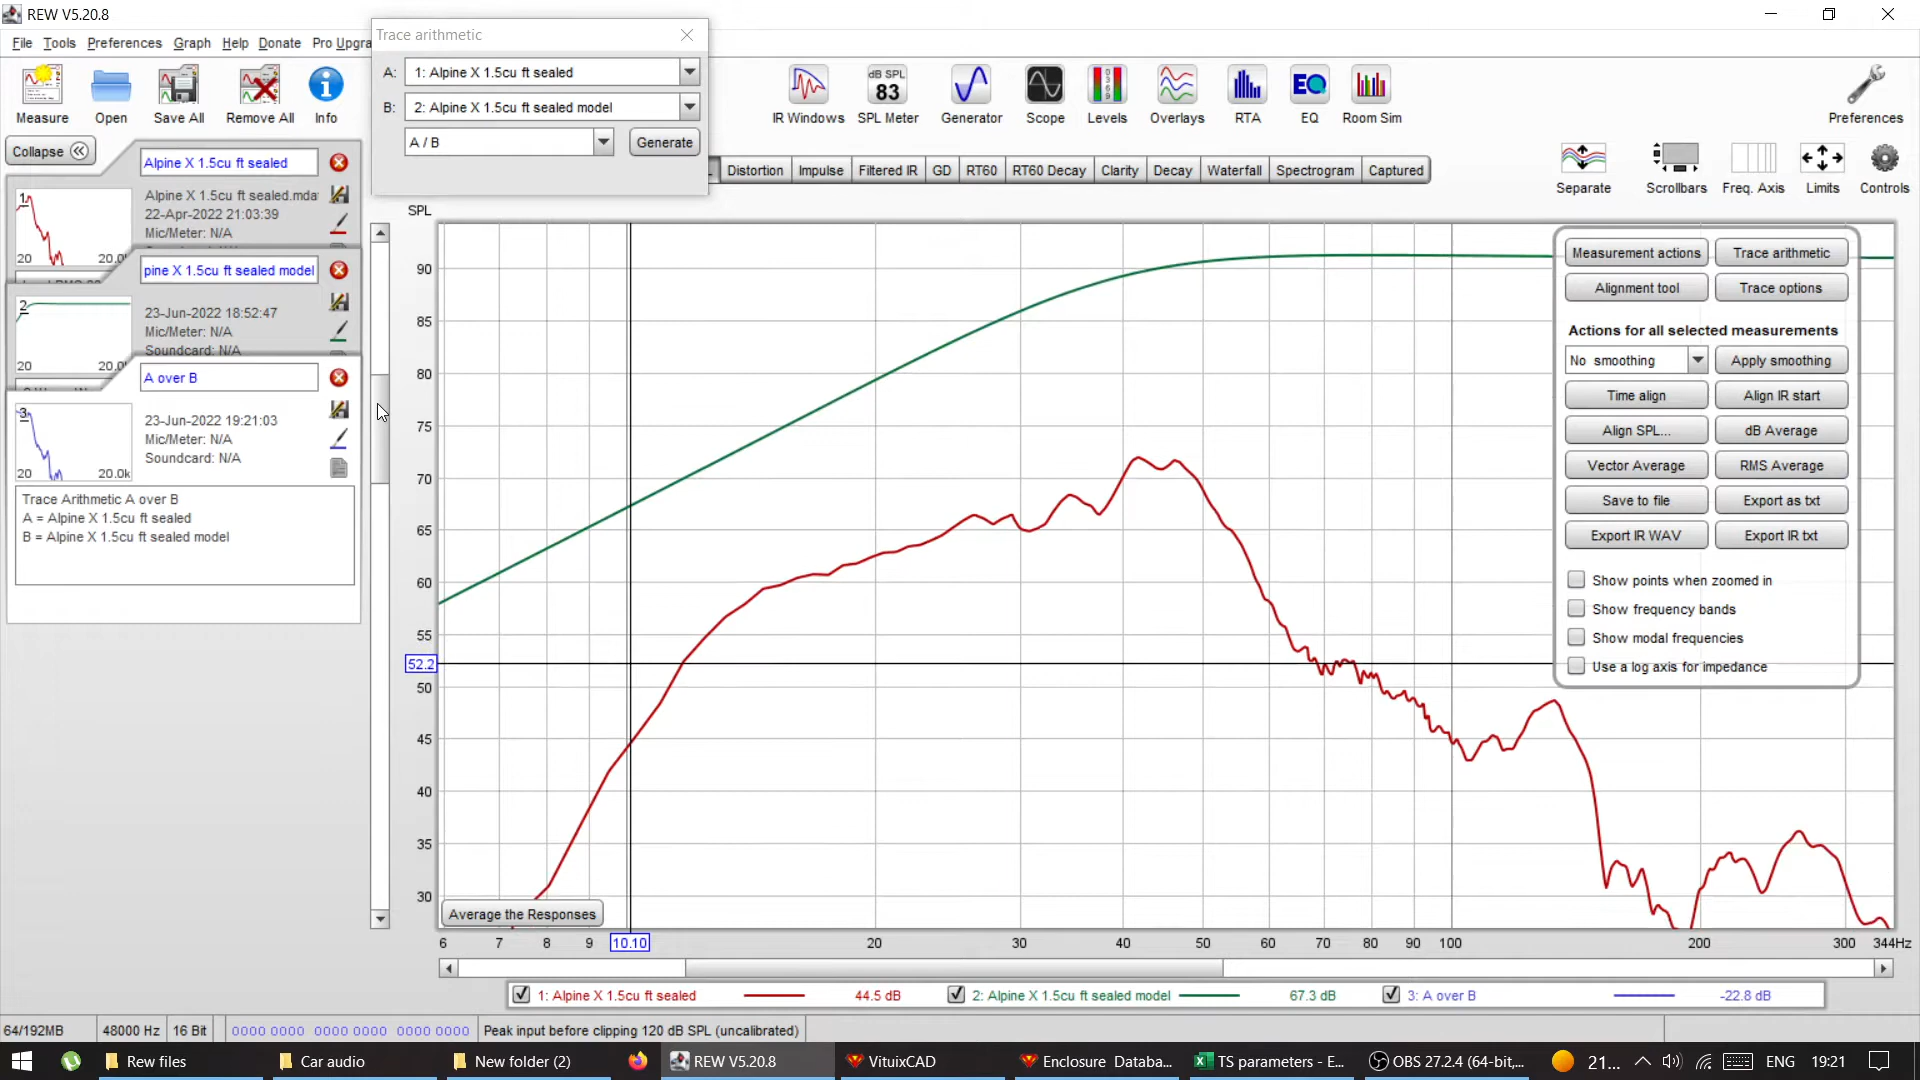 REW V5.20.8
File Tools Preferences Graph Help Donate Pro Upgra
Trace arithmetic
A: 1: Alpine X 1.5cu ft sealed
B: 2: Alpine X 1.5cu ft sealed model
A / B
Generate
Measure Open Save All Remove All Info
IR Windows SPL Meter Generator Scope Levels Overlays RTA EQ Room Sim
dB SPL
83
EQ
Preferences
Collapse
Distortion Impulse Filtered IR GD RT60 RT60 Decay Clarity Decay Waterfall Spectrogram Captured
Separate Scrollbars Freq. Axis Limits Controls
Alpine X 1.5cu ft sealed
1
Alpine X 1.5cu ft sealed.mdat
22-Apr-2022 21:03:39
Mic/Meter: N/A
20 20.0
pine X 1.5cu ft sealed model
2
23-Jun-2022 18:52:47
Mic/Meter: N/A
Soundcard: N/A
20 20.0
A over B
3
23-Jun-2022 19:21:03
Mic/Meter: N/A
Soundcard: N/A
20 20.0k
Trace Arithmetic A over B
A = Alpine X 1.5cu ft sealed
B = Alpine X 1.5cu ft sealed model
SPL
90
85
80
75
70
65
60
55
52.2
50
45
40
35
30
Average the Responses
6 7 8 9 10.10 20 30 40 50 60 70 80 90 100 200 300 344Hz
Measurement actions Trace arithmetic
Alignment tool Trace options
Actions for all selected measurements
No smoothing Apply smoothing
Time align Align IR start
Align SPL... dB Average
Vector Average RMS Average
Save to file Export as txt
Export IR WAV Export IR txt
Show points when zoomed in
Show frequency bands
Show modal frequencies
Use a log axis for impedance
1: Alpine X 1.5cu ft sealed 44.5 dB 2: Alpine X 1.5cu ft sealed model 67.3 dB 3: A over B -22.8 dB
64/192MB 48000 Hz 16 Bit 0000 0000 0000 0000 0000 0000 Peak input before clipping 120 dB SPL (uncalibrated)
Rew files Car audio New folder (2) REW V5.20.8 VituixCAD Enclosure Databa... TS parameters - E... OBS 27.2.4 (64-bit,... 21... ENG 19:21